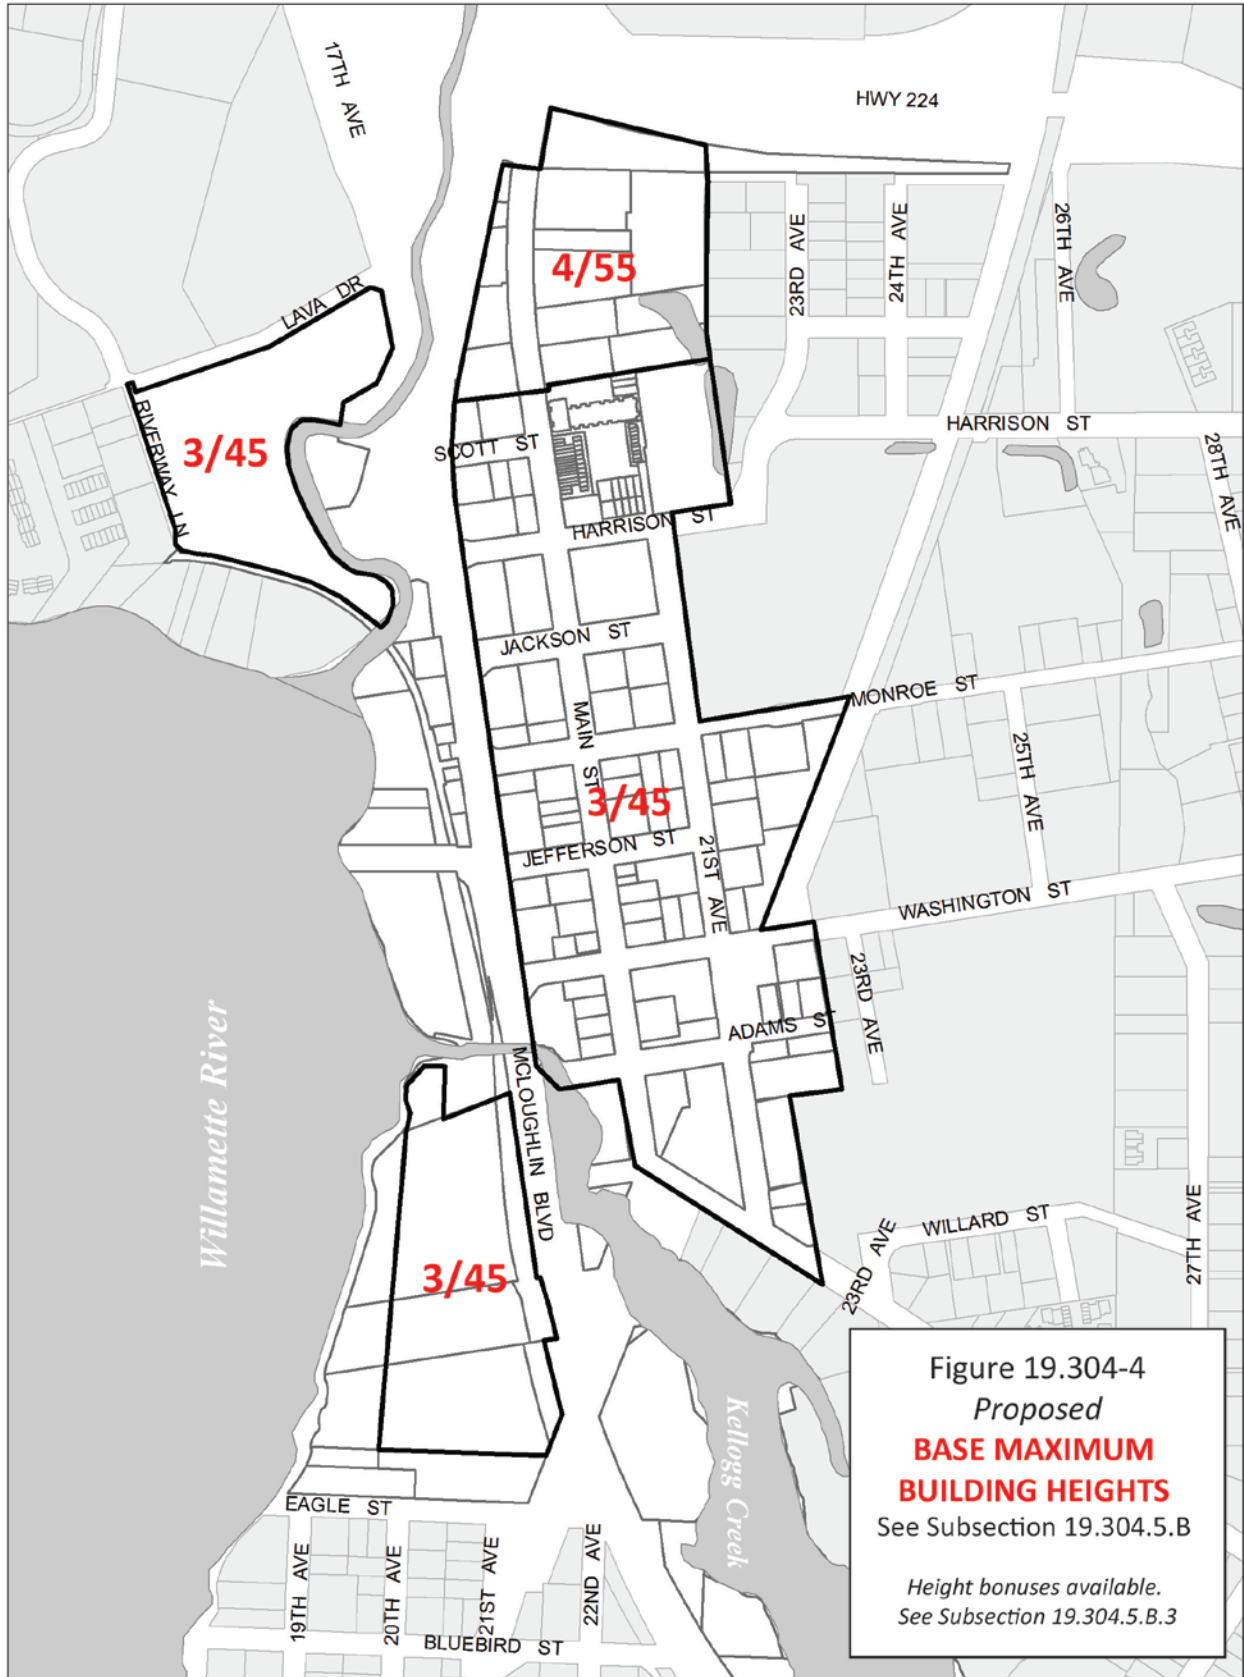 17TH AVE
HWY 224
23RD AVE
24TH AVE
26TH AVE
4/55
LAVA DR
RIVERWAY LN
3/45
SCOTT ST
HARRISON ST
HARRISON ST
28TH AVE
JACKSON ST
MAIN ST
MONROE ST
25TH AVE
3/45
JEFFERSON ST
21ST AVE
WASHINGTON ST
23RD AVE
ADAMS ST
Willamette River
MCLOUGHLIN BLVD
3/45
WILLARD ST
23RD AVE
27TH AVE
Kellogg Creek
EAGLE ST
19TH AVE
20TH AVE
21ST AVE
22ND AVE
BLUEBIRD ST
Figure 19.304-4
Proposed
BASE MAXIMUM
BUILDING HEIGHTS
See Subsection 19.304.5.B
Height bonuses available.
See Subsection 19.304.5.B.3